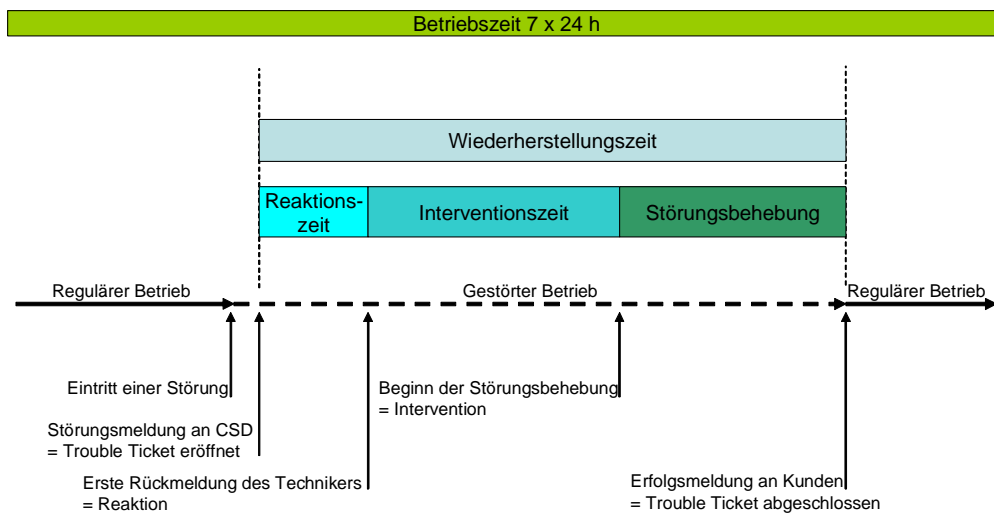 Betriebszeit 7 x 24 h
Wiederherstellungszeit
Reaktions-
zeit
Interventionszeit
Störungsbehebung
Regulärer Betrieb
Gestörter Betrieb
Regulärer Betrieb
Eintritt einer Störung
Beginn der Störungsbehebung
= Intervention
Störungsmeldung an CSD
= Trouble Ticket eröffnet
Erste Rückmeldung des Technikers
= Reaktion
Erfolgsmeldung an Kunden
= Trouble Ticket abgeschlossen